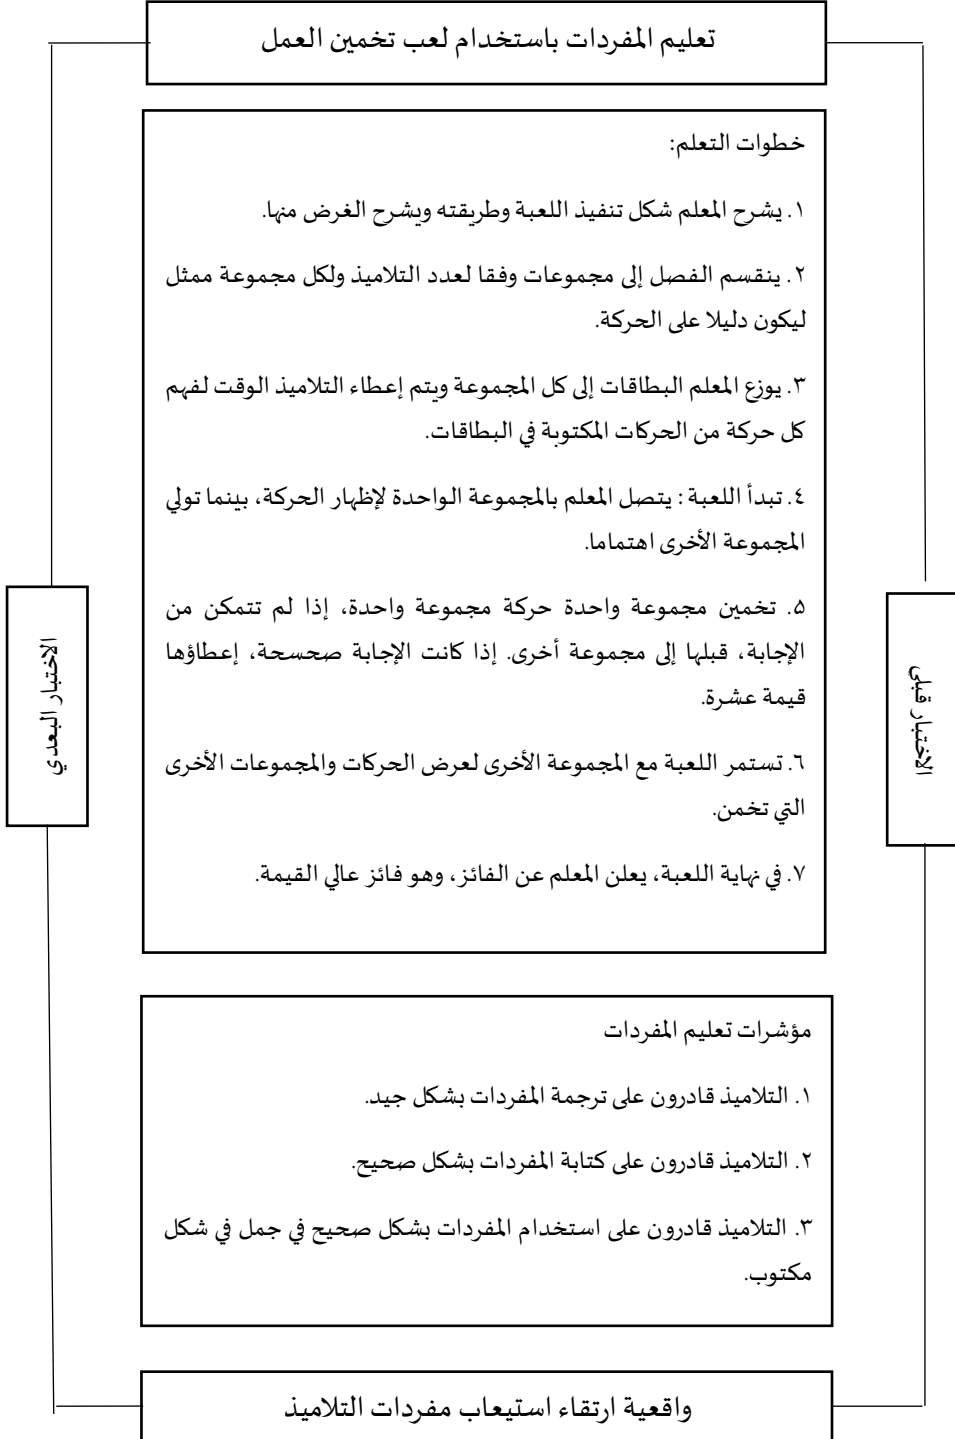 تعليم المفردات باستخدام لعب تخمين العمل
خطوات التعلم:
١. يشرح المعلم شكل تنفيذ اللعبة وطريقته ويشرح الغرض منها.
٢. ينقسم الفصل إلى مجموعات وفقا لعدد التلاميذ ولكل مجموعة ممثل
ليكون دليلا على الحركة.
٣. يوزع المعلم البطاقات إلى كل المجموعة ويتم إعطاء التلاميذ الوقت لفهم
كل حركة من الحركات المكتوبة في البطاقات.
٤. تبدأ اللعبة : يتصل المعلم بالمجموعة الواحدة لإظهار الحركة، بينما تولي
المجموعة الأخرى اهتماما.
٥. تخمين مجموعة واحدة حركة مجموعة واحدة، إذا لم تتمكن من
الإجابة، قبلها إلى مجموعة أخرى. إذا كانت الإجابة صحسحة، إعطاؤها
قيمة عشرة.
٦. تستمر اللعبة مع المجموعة الأخرى لعرض الحركات والمجموعات الأخرى
التي تخمن.
٧. في نهاية اللعبة، يعلن المعلم عن الفائز، وهو فائز عالي القيمة.
الاختبار قبلي
الاختبار البعدي
مؤشرات تعليم المفردات
١. التلاميذ قادرون على ترجمة المفردات بشكل جيد.
٢. التلاميذ قادرون على كتابة المفردات بشكل صحيح.
٣. التلاميذ قادرون على استخدام المفردات بشكل صحيح في جمل في شكل
مكتوب.
واقعية ارتقاء استيعاب مفردات التلاميذ